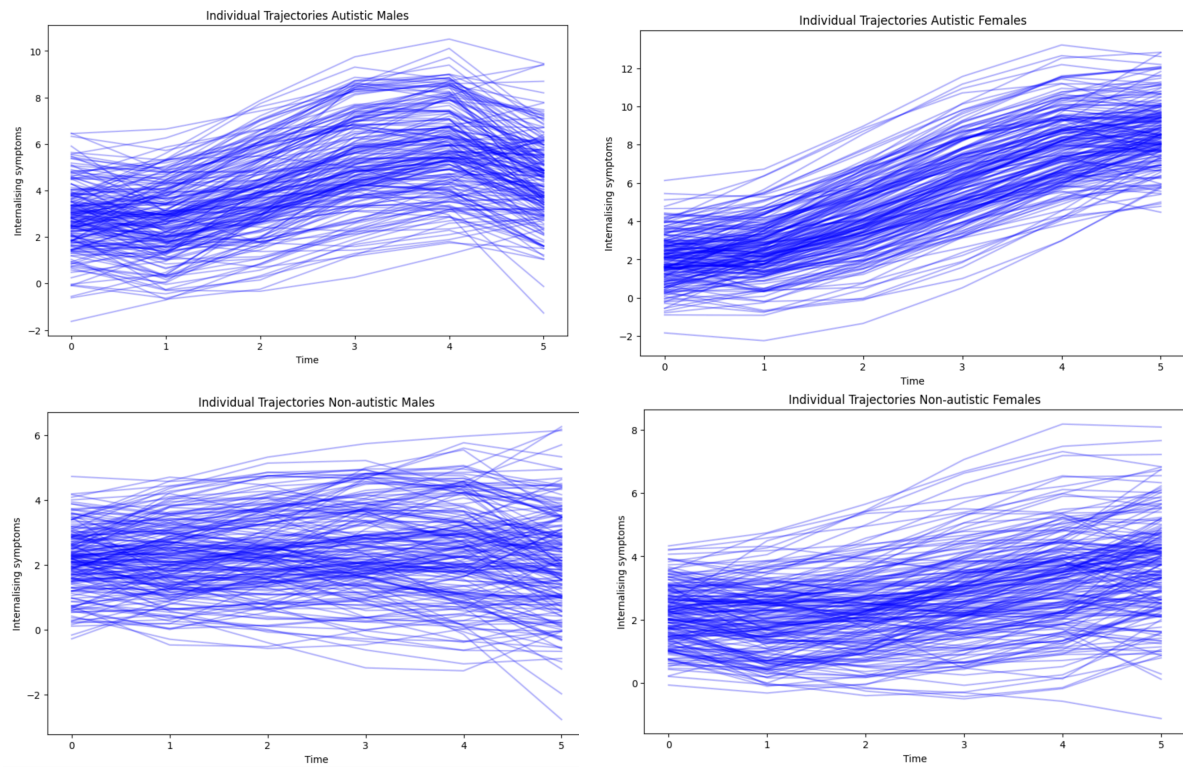 Individual Trajectories Autistic Males
Internalising symptoms
10
8
6
4
2
0
−2
0 1 2 3 4 5
Time
Individual Trajectories Autistic Females
Internalising symptoms
12
10
8
6
4
2
0
−2
0 1 2 3 4 5
Time
Individual Trajectories Non-autistic Males
Internalising symptoms
6
4
2
0
−2
0 1 2 3 4 5
Time
Individual Trajectories Non-autistic Females
Internalising symptoms
8
6
4
2
0
0 1 2 3 4 5
Time